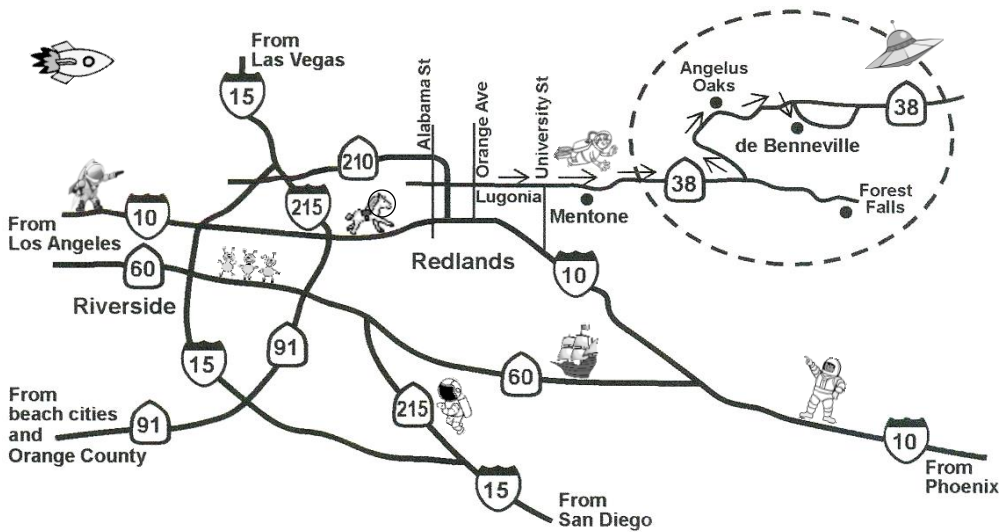 From
Las Vegas
15
210
215
Alabama St
Orange Ave
University St
Lugonia
Mentone
38
Angelus
Oaks
de Benneville
38
Forest
Falls
From
Los Angeles
10
60
Riverside
Redlands
10
15
91
60
215
From
beach cities
and
Orange County
91
15
From
San Diego
10
From
Phoenix